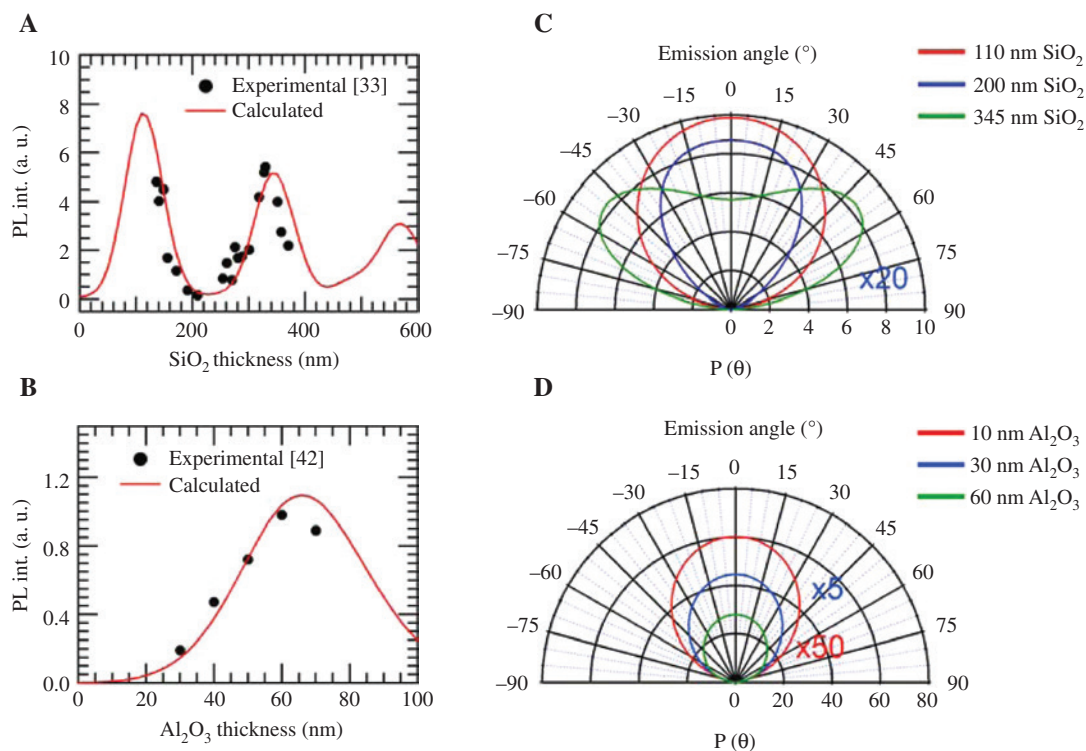 A
PL int. (a. u.)
10
8
6
4
2
0
Experimental [33]
Calculated
0 200 400 600
SiO₂ thickness (nm)
B
PL int. (a. u.)
1.2
0.8
0.4
0.0
Experimental [42]
Calculated
0 20 40 60 80 100
Al₂O₃ thickness (nm)
C
Emission angle (°)
110 nm SiO₂
200 nm SiO₂
345 nm SiO₂
–90 –75 –60 –45 –30 –15 0 15 30 45 60 75 90
x20
0 2 4 6 8 10
P (θ)
D
Emission angle (°)
10 nm Al₂O₃
30 nm Al₂O₃
60 nm Al₂O₃
–90 –75 –60 –45 –30 –15 0 15 30 45 60 75 90
x5
x50
0 20 40 60 80
P (θ)